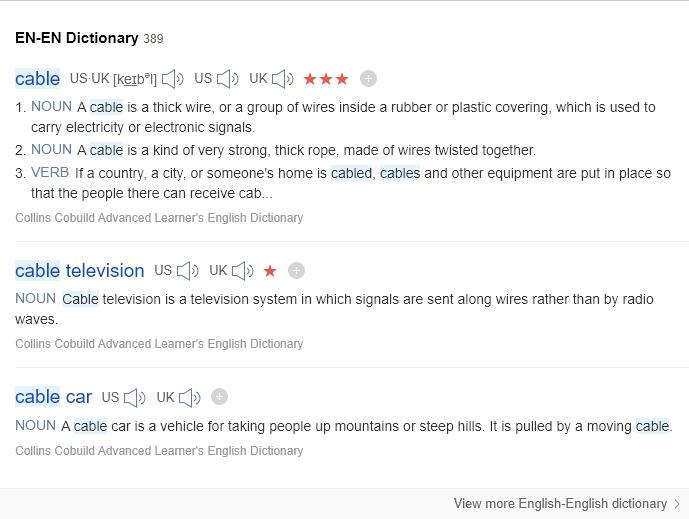 EN-EN Dictionary 389
cable US·UK [keɪbᵊl] US UK ★★★ +
1. NOUN A cable is a thick wire, or a group of wires inside a rubber or plastic covering, which is used to
carry electricity or electronic signals.
2. NOUN A cable is a kind of very strong, thick rope, made of wires twisted together.
3. VERB If a country, a city, or someone's home is cabled, cables and other equipment are put in place so
that the people there can receive cab...
Collins Cobuild Advanced Learner's English Dictionary
cable television US UK ★ +
NOUN Cable television is a television system in which signals are sent along wires rather than by radio
waves.
Collins Cobuild Advanced Learner's English Dictionary
cable car US UK +
NOUN A cable car is a vehicle for taking people up mountains or steep hills. It is pulled by a moving cable.
Collins Cobuild Advanced Learner's English Dictionary
View more English-English dictionary >